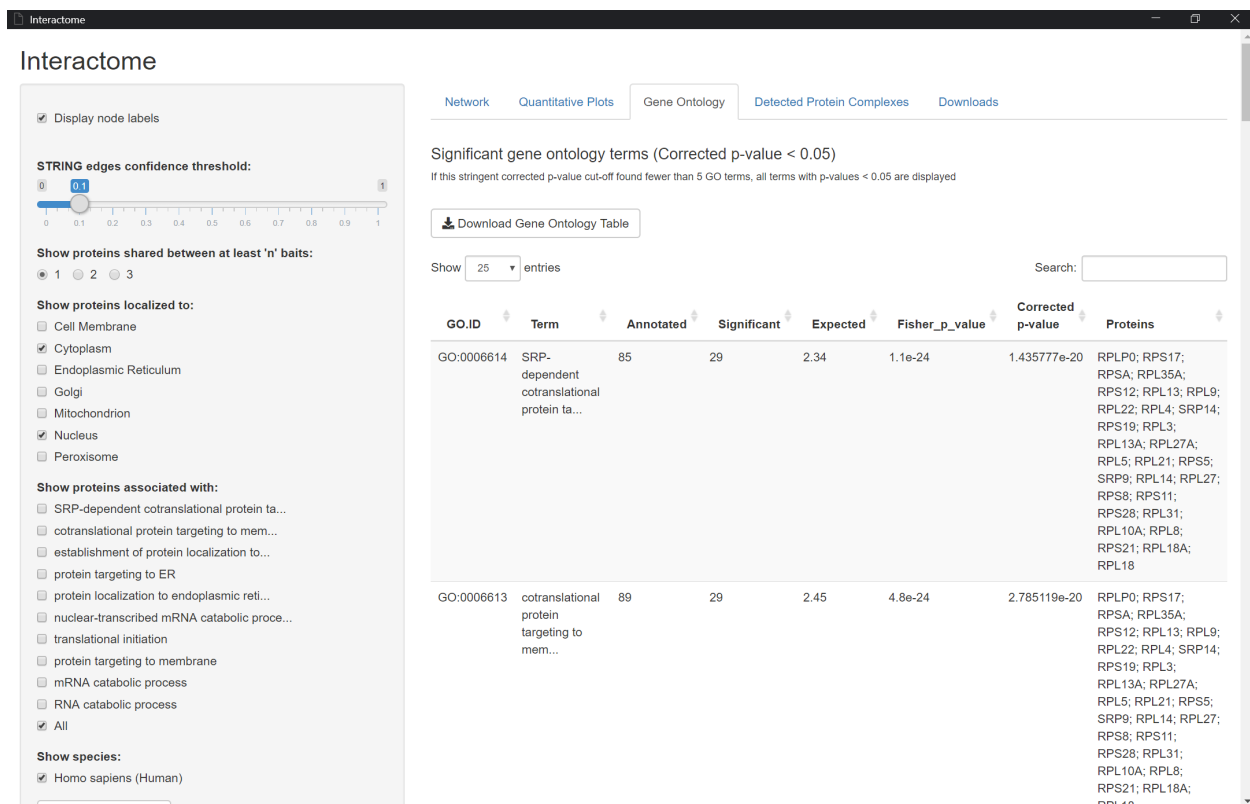 Interactome
Interactome
Display node labels
STRING edges confidence threshold:
0 0.1 1
0 0.1 0.2 0.3 0.4 0.5 0.6 0.7 0.8 0.9 1
Show proteins shared between at least 'n' baits:
1 2 3
Show proteins localized to:
Cell Membrane
Cytoplasm
Endoplasmic Reticulum
Golgi
Mitochondrion
Nucleus
Peroxisome
Show proteins associated with:
SRP-dependent cotranslational protein ta...
cotranslational protein targeting to mem...
establishment of protein localization to...
protein targeting to ER
protein localization to endoplasmic reti...
nuclear-transcribed mRNA catabolic proce...
translational initiation
protein targeting to membrane
mRNA catabolic process
RNA catabolic process
All
Show species:
Homo sapiens (Human)
Network Quantitative Plots Gene Ontology Detected Protein Complexes Downloads
Significant gene ontology terms (Corrected p-value < 0.05)
If this stringent corrected p-value cut-off found fewer than 5 GO terms, all terms with p-values < 0.05 are displayed
Download Gene Ontology Table
Show 25 entries Search:
GO.ID Term Annotated Significant Expected Fisher_p_value Corrected p-value Proteins
GO:0006614 SRP- 85 29 2.34 1.1e-24 1.435777e-20 RPLP0; RPS17;
dependent RPSA; RPL35A;
cotranslational RPS12; RPL13; RPL9;
protein ta... RPL22; RPL4; SRP14;
RPS19; RPL3;
RPL13A; RPL27A;
RPL5; RPL21; RPS5;
SRP9; RPL14; RPL27;
RPS8; RPS11;
RPS28; RPL31;
RPL10A; RPL8;
RPS21; RPL18A;
RPL18
GO:0006613 cotranslational 89 29 2.45 4.8e-24 2.785119e-20 RPLP0; RPS17;
protein RPSA; RPL35A;
targeting to RPS12; RPL13; RPL9;
mem... RPL22; RPL4; SRP14;
RPS19; RPL3;
RPL13A; RPL27A;
RPL5; RPL21; RPS5;
SRP9; RPL14; RPL27;
RPS8; RPS11;
RPS28; RPL31;
RPL10A; RPL8;
RPS21; RPL18A;
RPL18